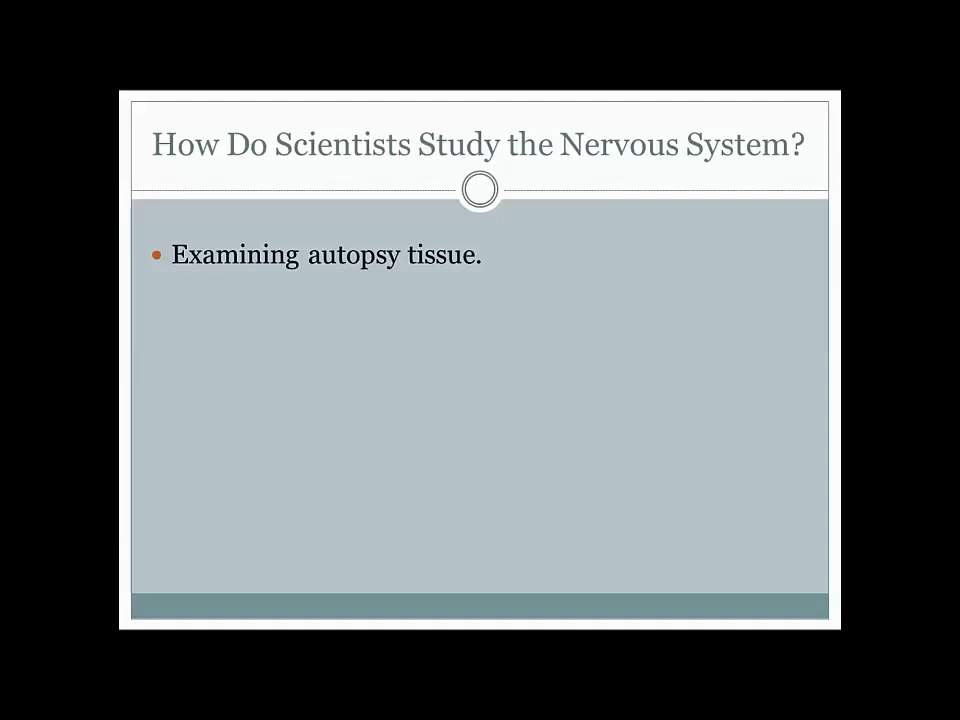 How Do Scientists Study the Nervous System?
• Examining autopsy tissue.